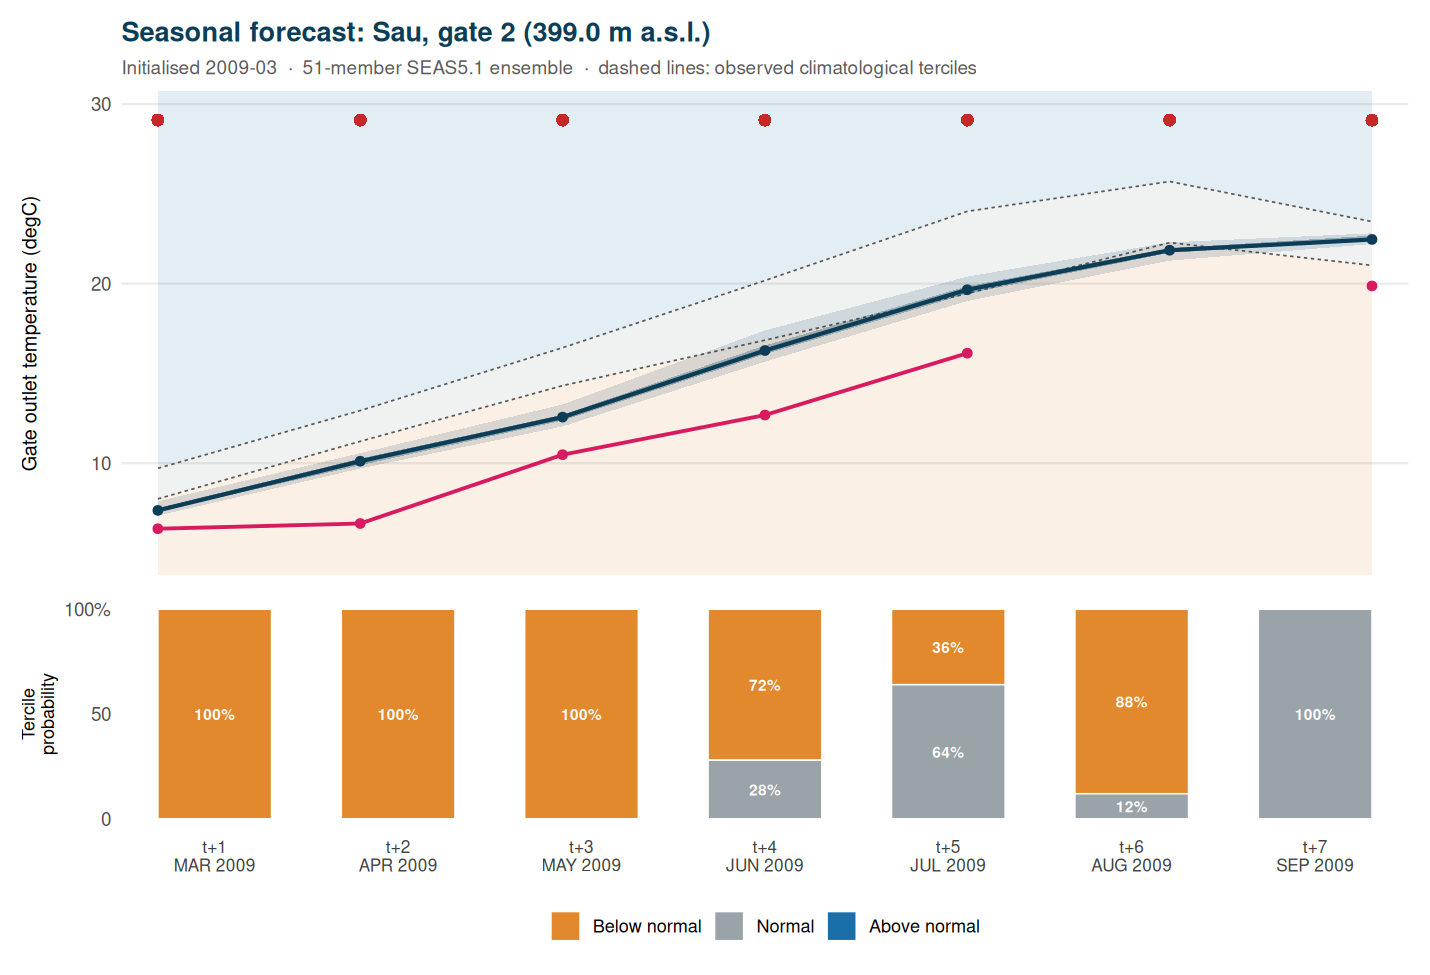 Seasonal forecast: Sau, gate 2 (399.0 m a.s.l.)
Initialised 2009-03 · 51-member SEAS5.1 ensemble · dashed lines: observed climatological terciles
Gate outlet temperature (degC)
30
20
10
Tercile
probability
100%
50
0
100%
100%
100%
72%
28%
36%
64%
88%
12%
100%
t+1
MAR 2009
t+2
APR 2009
t+3
MAY 2009
t+4
JUN 2009
t+5
JUL 2009
t+6
AUG 2009
t+7
SEP 2009
Below normal
Normal
Above normal